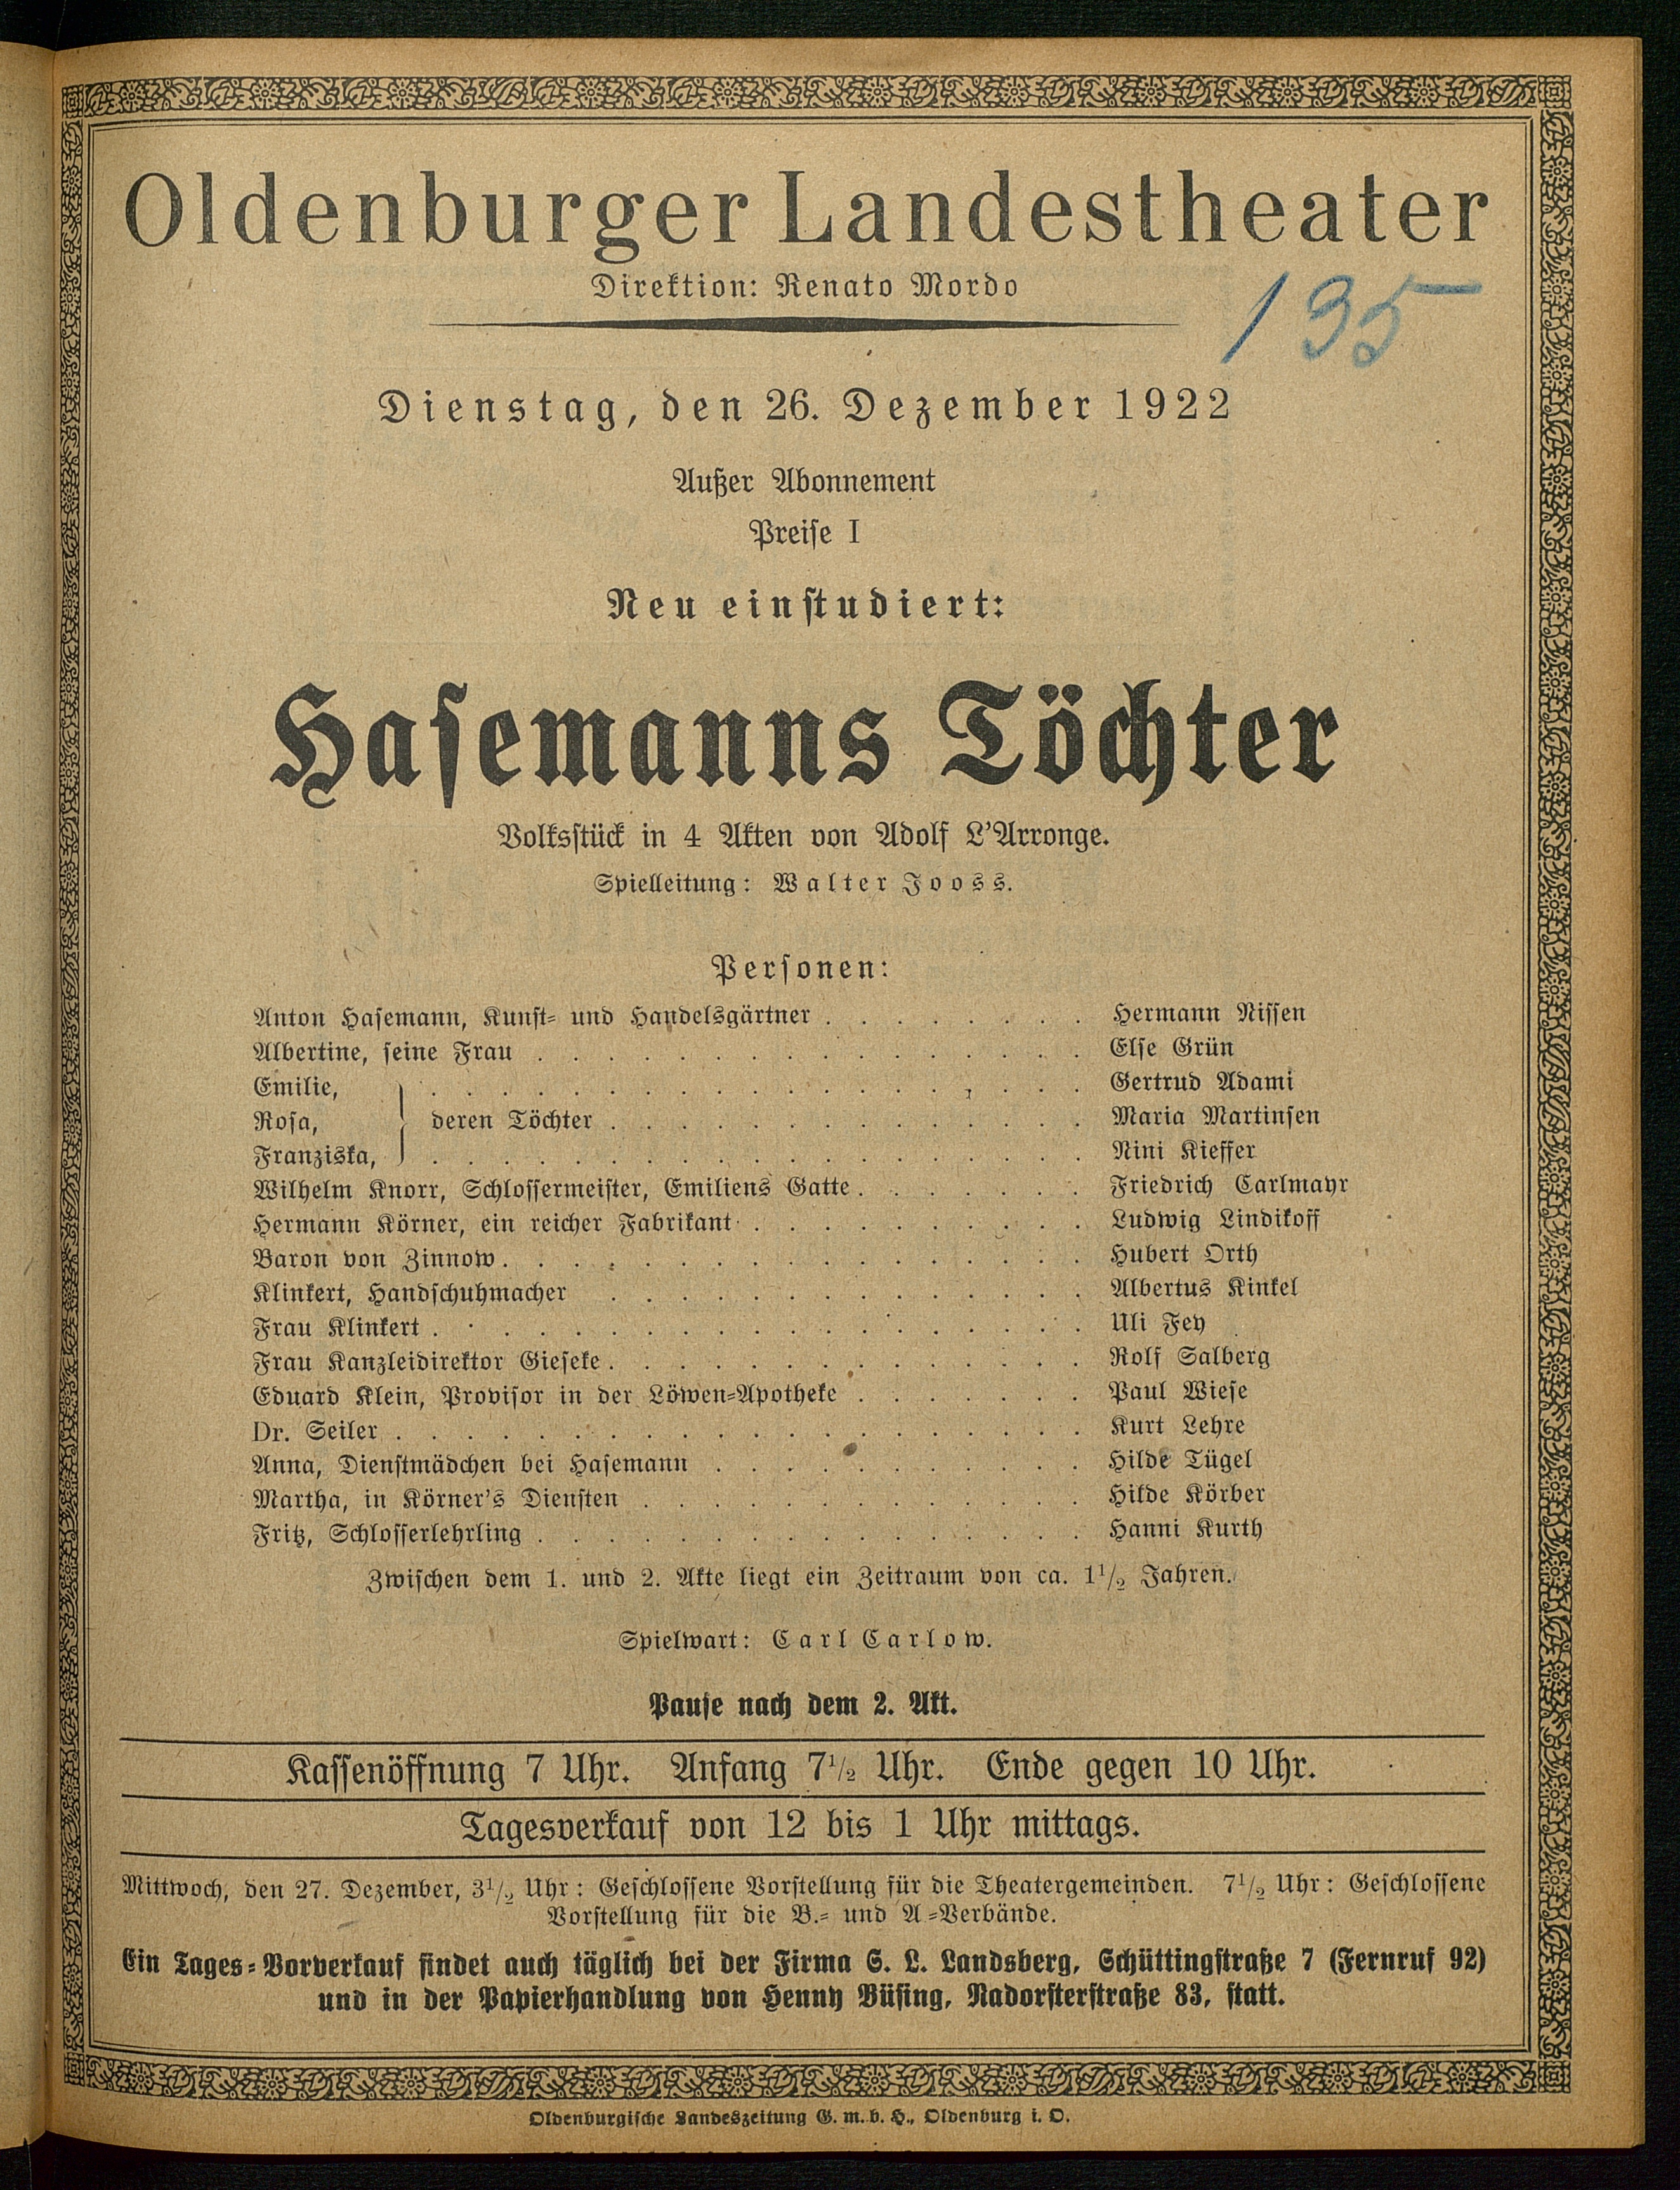 Oldenburger Landestheater
Direktion: Renato Mordo
135
Dienstag, den 26. Dezember 1922
Außer Abonnement
Preise I
Neu einstudiert:
Hasemanns Töchter
Volksstück in 4 Akten von Adolf L'Arronge.
Spielleitung: Walter Jooss.
Personen:
Anton Hasemann, Kunst- und Handelsgärtner . . . . . . . . Hermann Nissen
Albertine, seine Frau . . . . . . . . . . . . . . . . Else Grün
Emilie, . . . . . . . . . . . . . . . . . . . Gertrud Adami
Rosa, } deren Töchter . . . . . . . . . . . . . . Maria Martinsen
Franziska, . . . . . . . . . . . . . . . . . . . Nini Kieffer
Wilhelm Knorr, Schlossermeister, Emiliens Gatte . . . . . . . Friedrich Carlmayr
Hermann Körner, ein reicher Fabrikant . . . . . . . . . . Ludwig Lindikoff
Baron von Zinnow . . . . . . . . . . . . . . . . . Hubert Orth
Klinkert, Handschuhmacher . . . . . . . . . . . . . . Albertus Kinkel
Frau Klinkert . . . . . . . . . . . . . . . . . . . Uli Fey
Frau Kanzleidirektor Gieseke . . . . . . . . . . . . . . Rolf Salberg
Eduard Klein, Provisor in der Löwen-Apotheke . . . . . . . Paul Wiese
Dr. Seiler . . . . . . . . . . . . . . . . . . . . Kurt Lehre
Anna, Dienstmädchen bei Hasemann . . . . . . . . . . . Hilde Tügel
Martha, in Körner's Diensten . . . . . . . . . . . . . Hilde Körber
Fritz, Schlosserlehrling . . . . . . . . . . . . . . . . Hanni Kurth
Zwischen dem 1. und 2. Akte liegt ein Zeitraum von ca. 1 1/2 Jahren.
Spielwart: Carl Carlow.
Pause nach dem 2. Akt.
Kassenöffnung 7 Uhr. Anfang 7 1/2 Uhr. Ende gegen 10 Uhr.
Tagesverkauf von 12 bis 1 Uhr mittags.
Mittwoch, den 27. Dezember, 3 1/2 Uhr: Geschlossene Vorstellung für die Theatergemeinden. 7 1/2 Uhr: Geschlossene
Vorstellung für die B.- und A-Verbände.
Ein Tages-Vorverkauf findet auch täglich bei der Firma S. L. Landsberg, Schüttingstraße 7 (Fernruf 92)
und in der Papierhandlung von Henny Büsing, Nadorsterstraße 83, statt.
Oldenburgische Landeszeitung G. m. b. H., Oldenburg i. O.